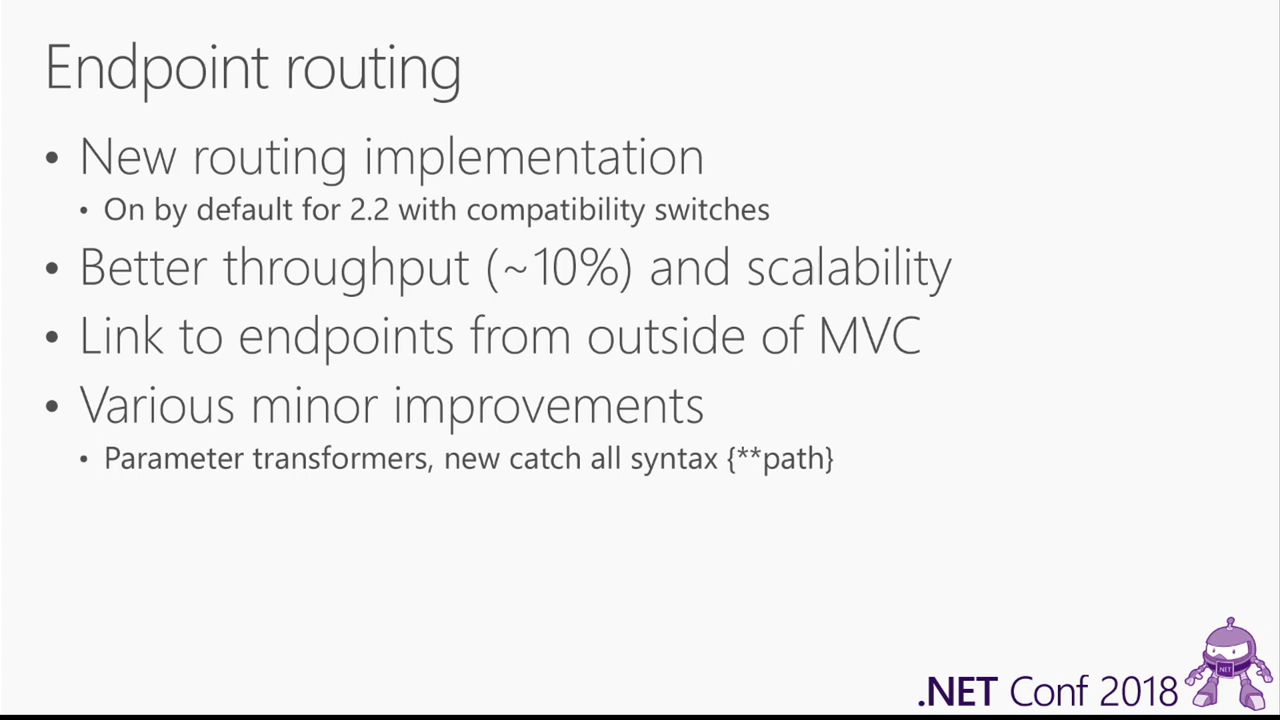 Endpoint routing
• New routing implementation
• On by default for 2.2 with compatibility switches
• Better throughput (~10%) and scalability
• Link to endpoints from outside of MVC
• Various minor improvements
• Parameter transformers, new catch all syntax {**path}
.NET Conf 2018
.NET